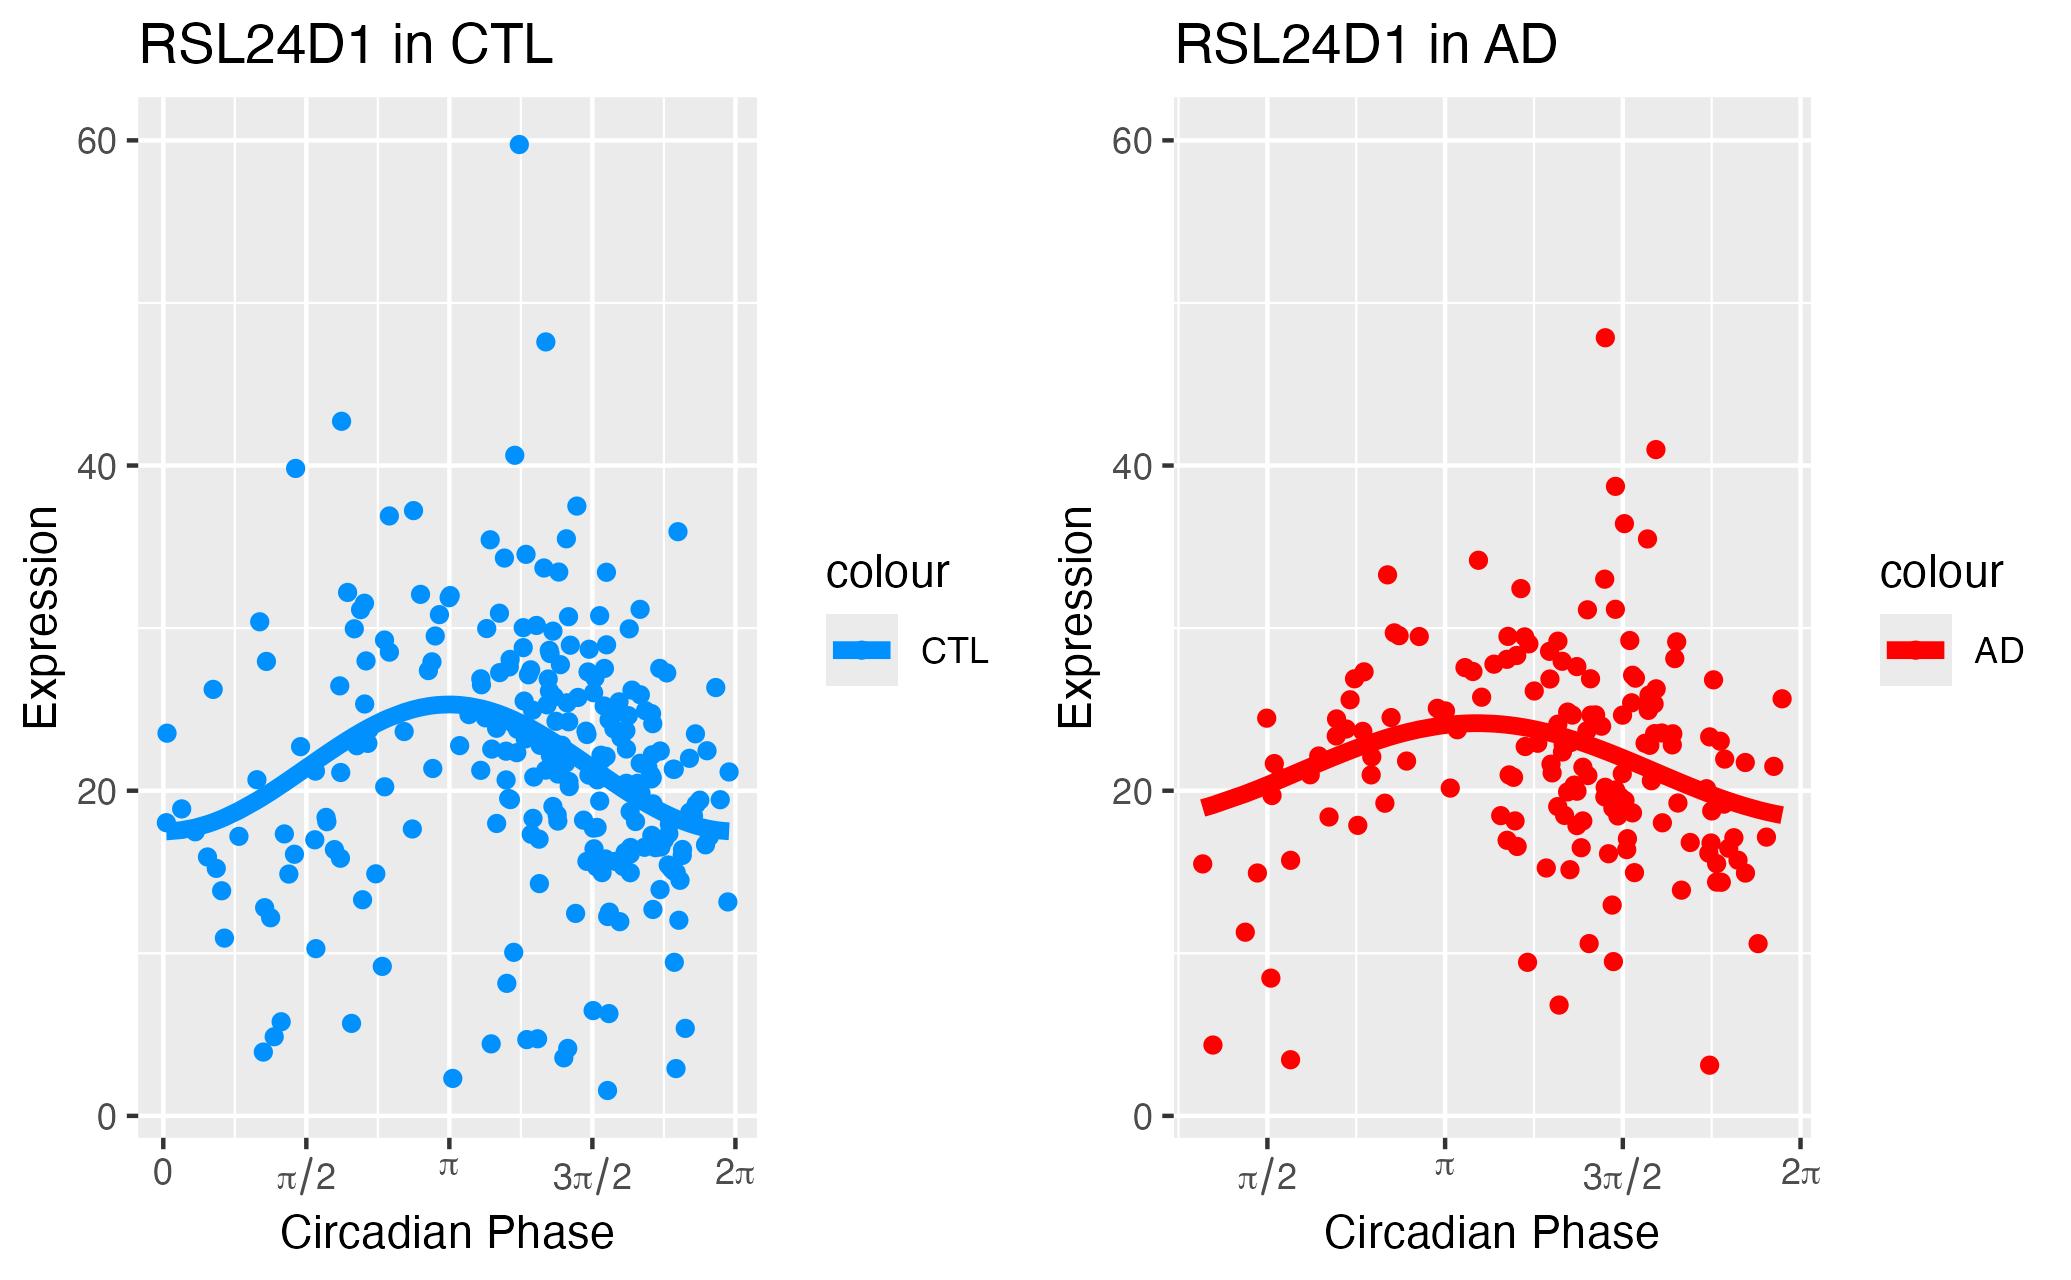 RSL24D1 in CTL
Expression
60
40
20
0
0 π/2 π 3π/2 2π
Circadian Phase
colour
CTL
RSL24D1 in AD
Expression
60
40
20
0
π/2 π 3π/2 2π
Circadian Phase
colour
AD